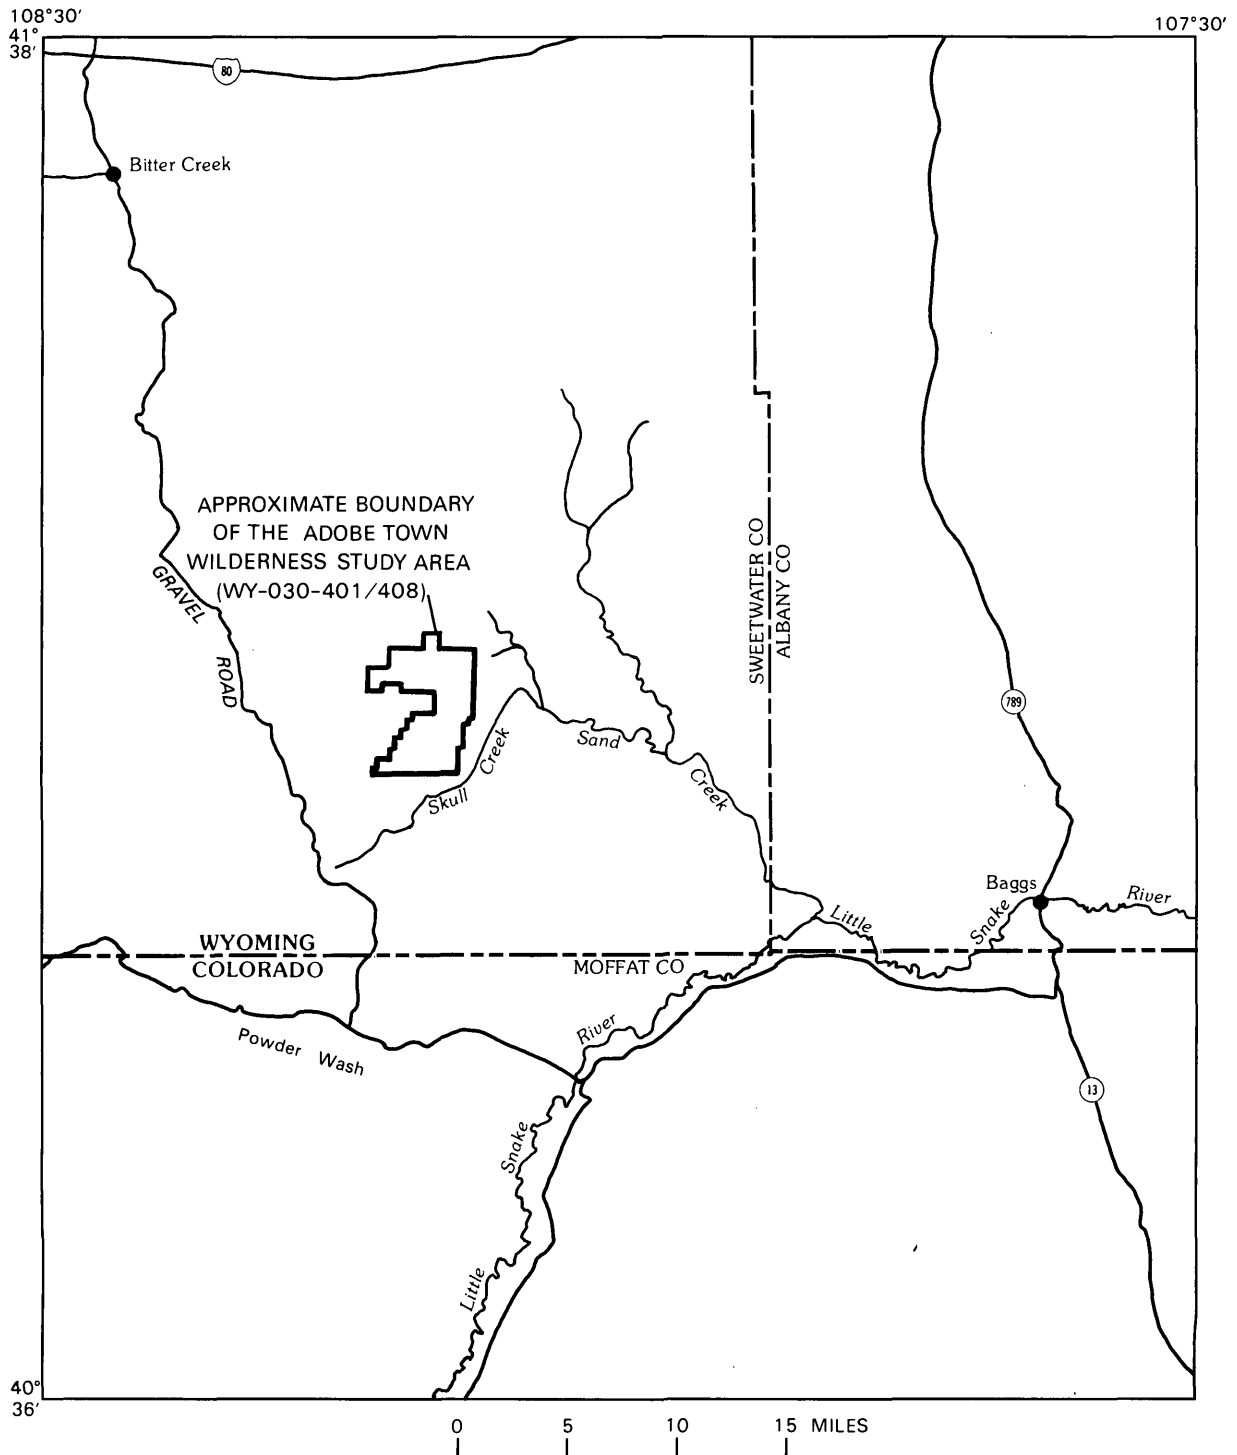 108°30'
107°30'
41°
38'
80
Bitter Creek
APPROXIMATE BOUNDARY
OF THE ADOBE TOWN
WILDERNESS STUDY AREA
(WY-030-401/408)
GRAVEL
ROAD
SWEETWATER CO
ALBANY CO
789
Sand
Creek
Skull
Creek
Baggs
River
Snake
Little
WYOMING
COLORADO
MOFFAT CO
River
Powder Wash
13
Snake
Little
40°
36'
0 5 10 15 MILES